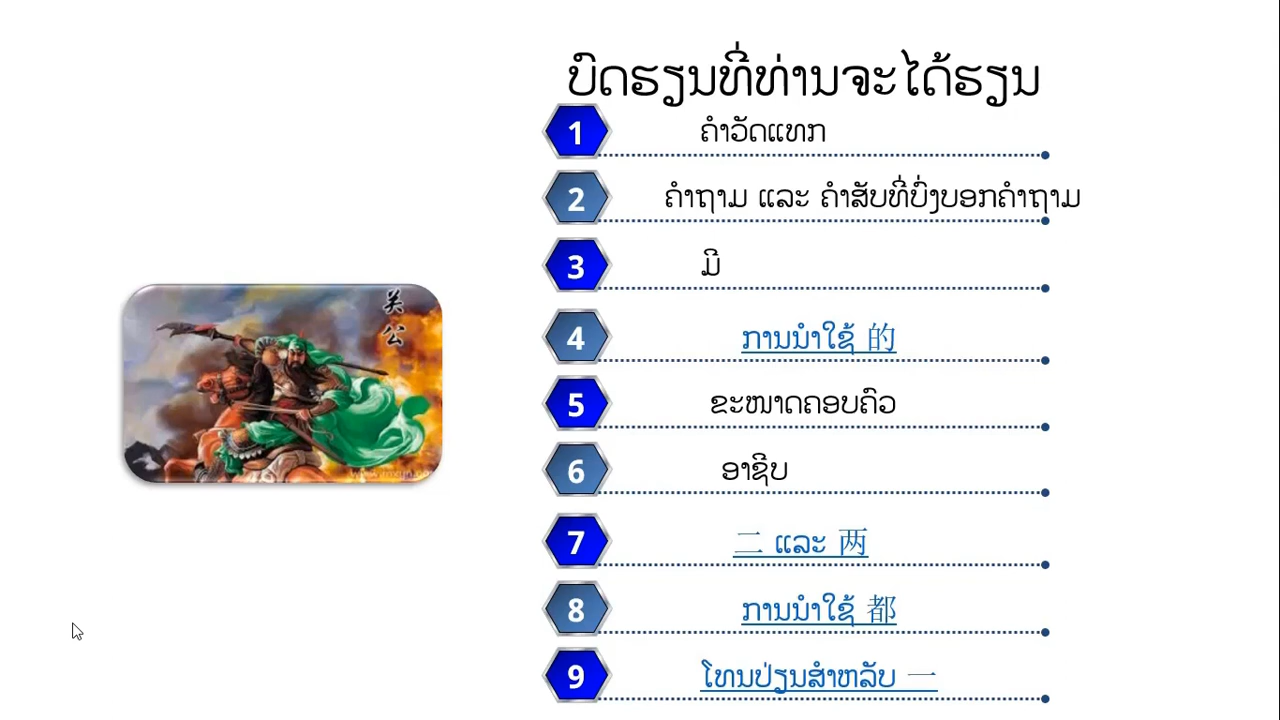 ບົດຮຽນທີ່ທ່ານຈະໄດ້ຮຽນ
1 ຄຳວັດແທກ
2 ຄຳຖາມ ແລະ ຄຳສັບທີ່ບົ່ງບອກຄຳຖາມ
3 ມີ
4 ການນຳໃຊ້ 的
5 ຂະໜາດຄອບຄົວ
6 ອາຊີບ
7 二 ແລະ 两
8 ການນຳໃຊ້ 都
9 ໂທນປ່ຽນສຳຫລັບ 一
关
公